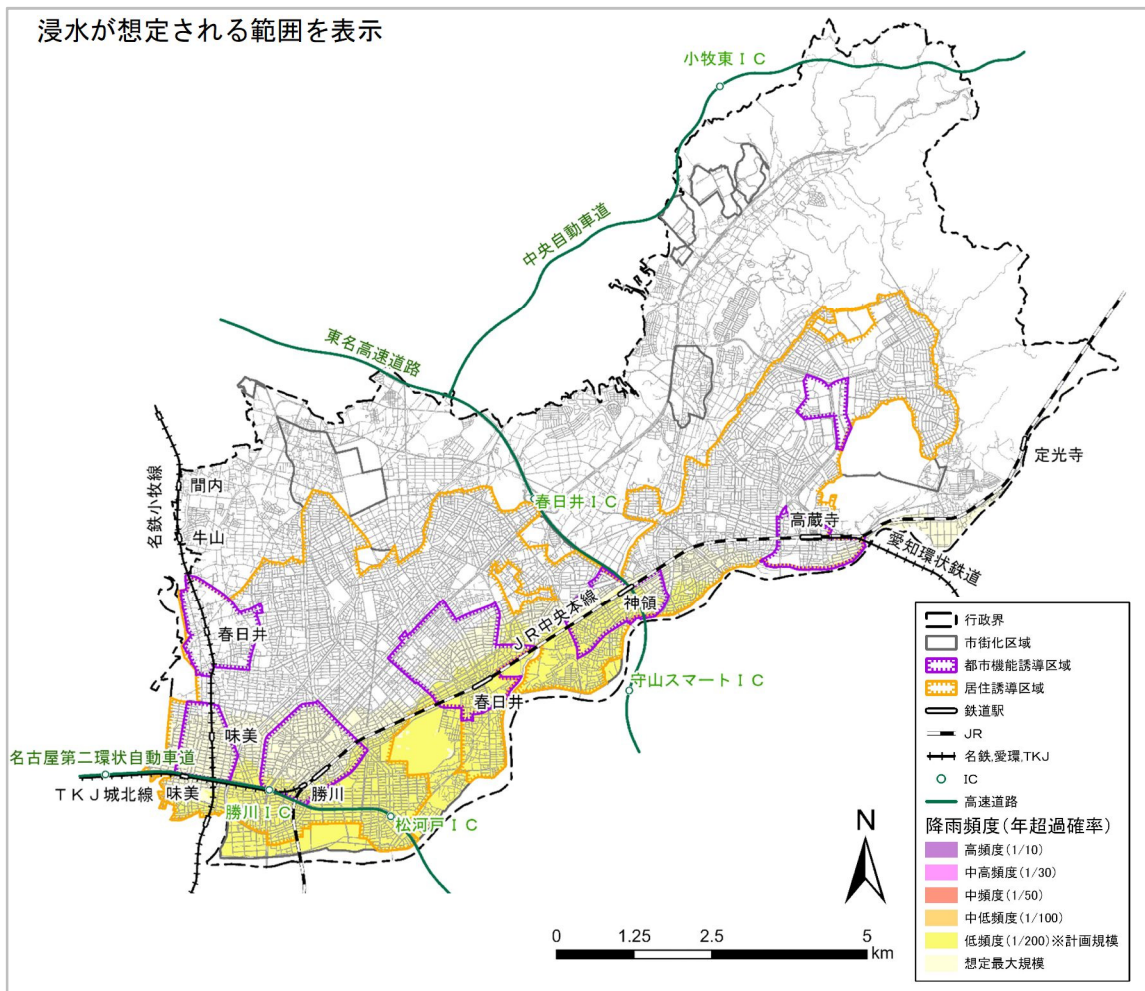 浸水が想定される範囲を表示
小牧東ＩＣ
中央自動車道
東名高速道路
定光寺
間内
名鉄小牧線
春日井ＩＣ
牛山
高蔵寺
愛知環状鉄道
神領
ＪＲ中央本線
春日井
守山スマートＩＣ
春日井
味美
名古屋第二環状自動車道
ＴＫＪ城北線
味美
勝川ＩＣ
勝川
松河戸ＩＣ
行政界
市街化区域
都市機能誘導区域
居住誘導区域
鉄道駅
JR
名鉄,愛環,TKJ
IC
高速道路
降雨頻度(年超過確率)
高頻度(1/10)
中高頻度(1/30)
中頻度(1/50)
中低頻度(1/100)
低頻度(1/200)※計画規模
想定最大規模
N
0 1.25 2.5 5
km